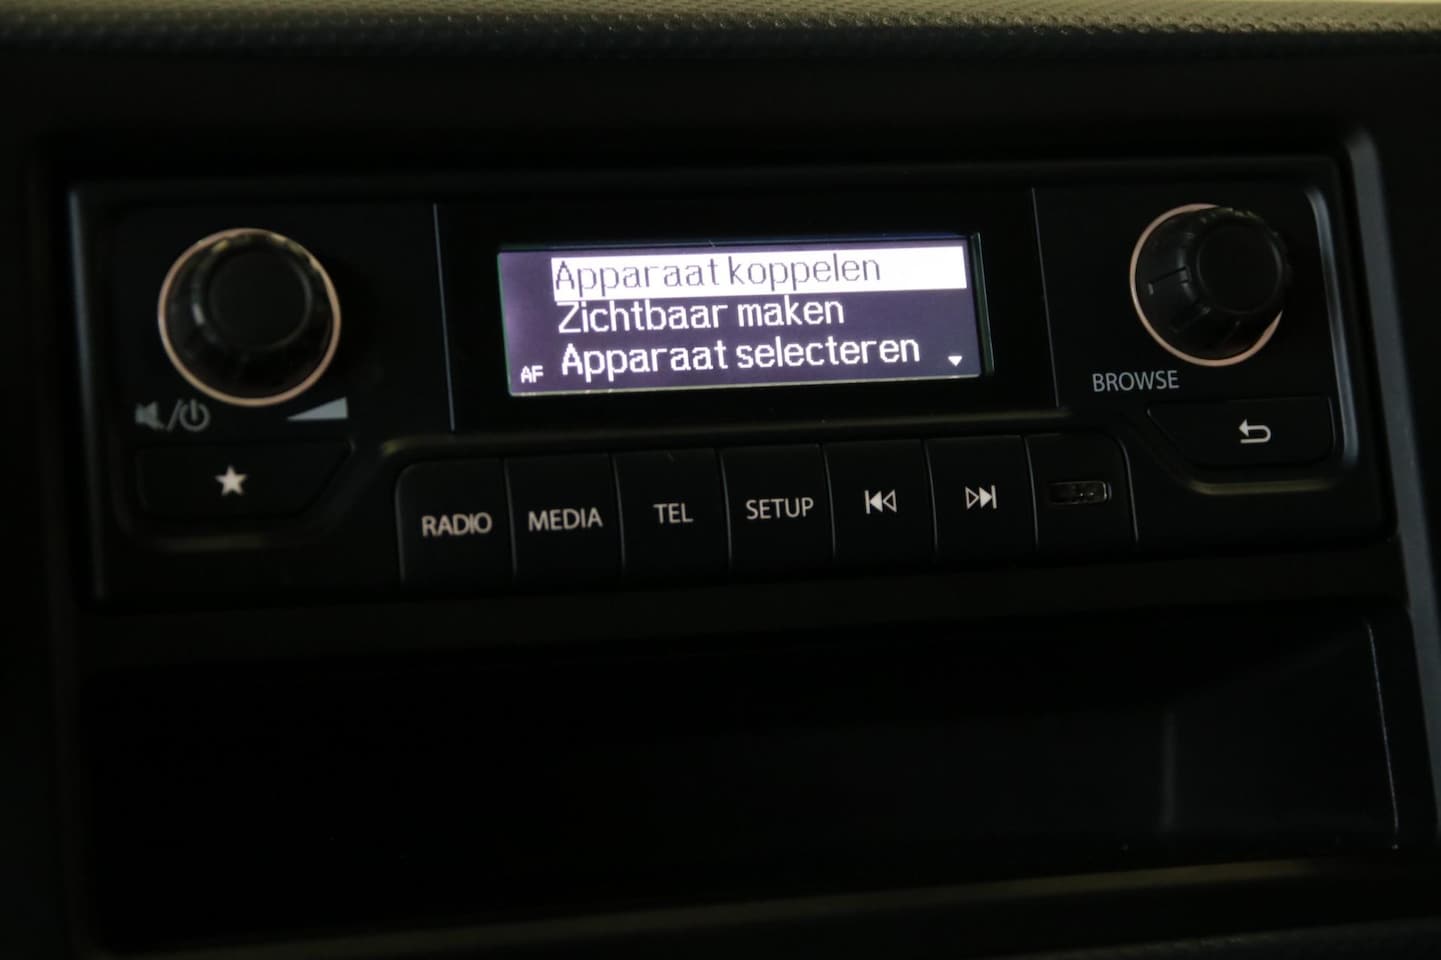 Apparaat koppelen
Zichtbaar maken
AF Apparaat selecteren
BROWSE
RADIO MEDIA TEL SETUP